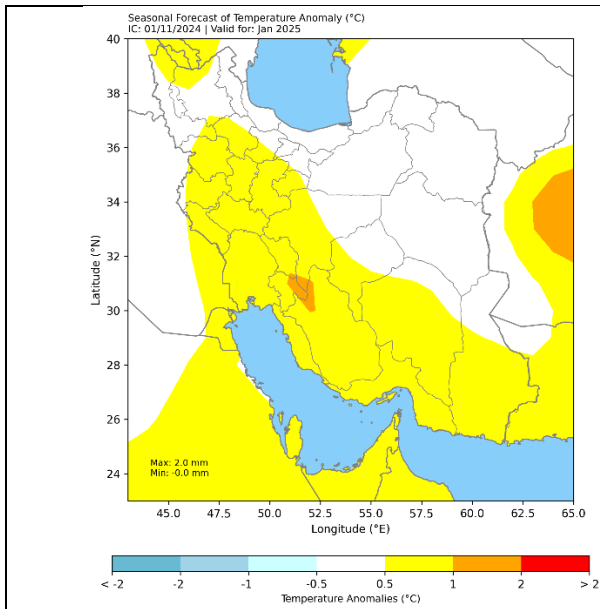 Seasonal Forecast of Temperature Anomaly (°C)
IC: 01/11/2024 | Valid for: Jan 2025
40
38
36
34
32
30
28
26
24
Latitude (°N)
Max: 2.0 mm
Min: -0.0 mm
45.0 47.5 50.0 52.5 55.0 57.5 60.0 62.5 65.0
Longitude (°E)
< -2 -2 -1 -0.5 0.5 1 2 > 2
Temperature Anomalies (°C)